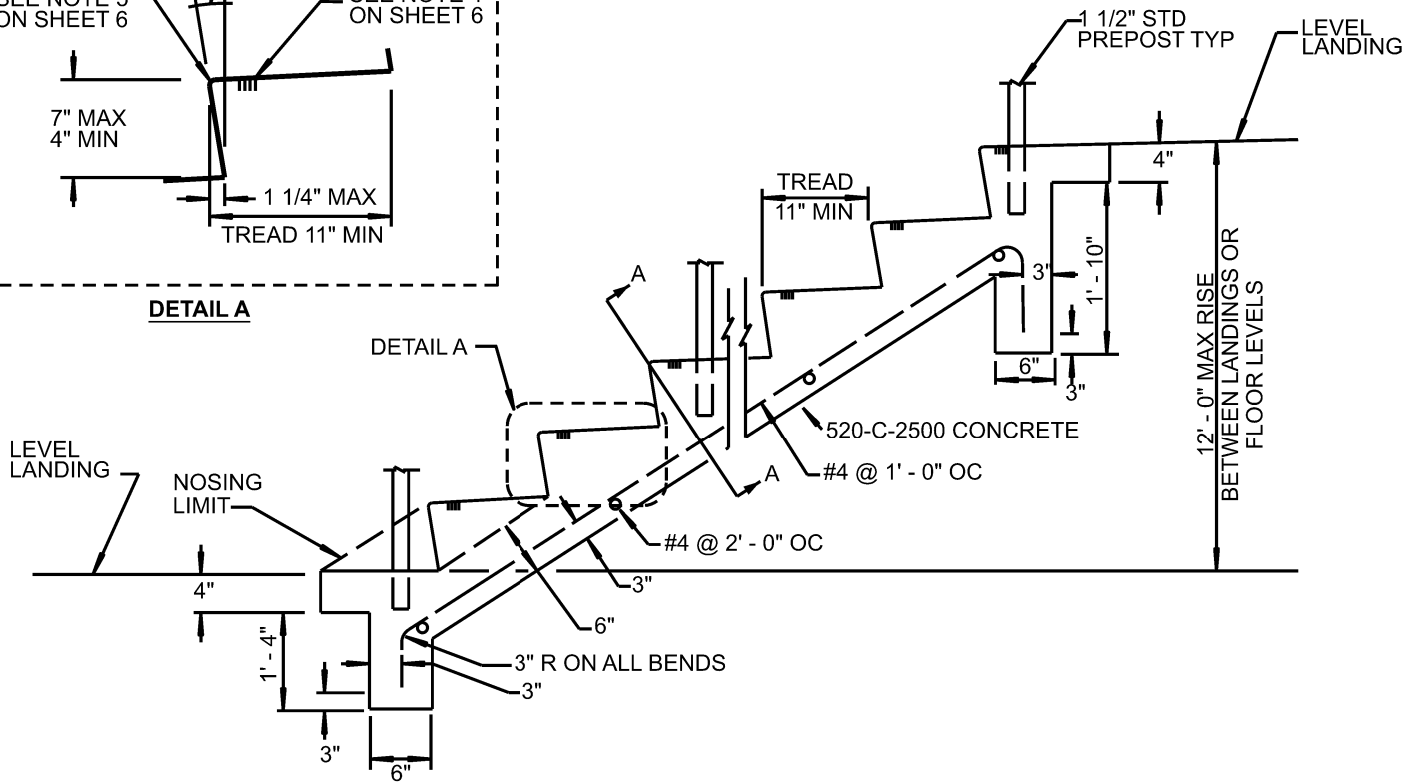 SEE NOTE
ON SHEET 6
SEE NOTE
ON SHEET 6
7" MAX
4" MIN
1 1/4" MAX
TREAD 11" MIN
DETAIL A
1 1/2" STD
PREPOST TYP
LEVEL
LANDING
4"
TREAD
11" MIN
A
3"
1' - 10"
6"
3"
12' - 0" MAX RISE
BETWEEN LANDINGS OR
FLOOR LEVELS
DETAIL A
520-C-2500 CONCRETE
#4 @ 1' - 0" OC
A
LEVEL
LANDING
NOSING
LIMIT
#4 @ 2' - 0" OC
3"
4"
6"
1' - 4"
3" R ON ALL BENDS
3"
3"
6"